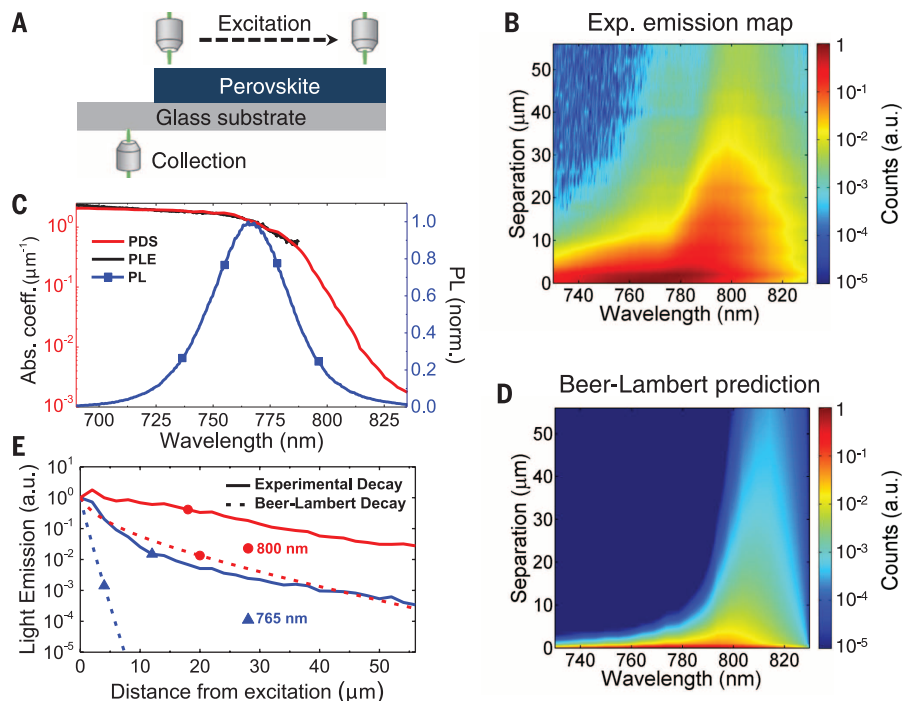 A
Excitation
Perovskite
Glass substrate
Collection
B
Exp. emission map
Separation (µm)
50
40
30
20
10
0
740 760 780 800 820
Wavelength (nm)
1
10⁻¹
10⁻²
10⁻³
10⁻⁴
10⁻⁵
Counts (a.u.)
C
Abs. coeff. (µm⁻¹)
10⁰
10⁻¹
10⁻²
10⁻³
PDS
PLE
PL
1.0
0.8
0.6
0.4
0.2
0.0
PL (norm.)
700 725 750 775 800 825
Wavelength (nm)
D
Beer-Lambert prediction
Separation (µm)
50
40
30
20
10
0
740 760 780 800 820
Wavelength (nm)
1
10⁻¹
10⁻²
10⁻³
10⁻⁴
10⁻⁵
Counts (a.u.)
E
Light Emission (a.u.)
10¹
10⁰
10⁻¹
10⁻²
10⁻³
10⁻⁴
10⁻⁵
Experimental Decay
Beer-Lambert Decay
800 nm
765 nm
0 10 20 30 40 50
Distance from excitation (µm)